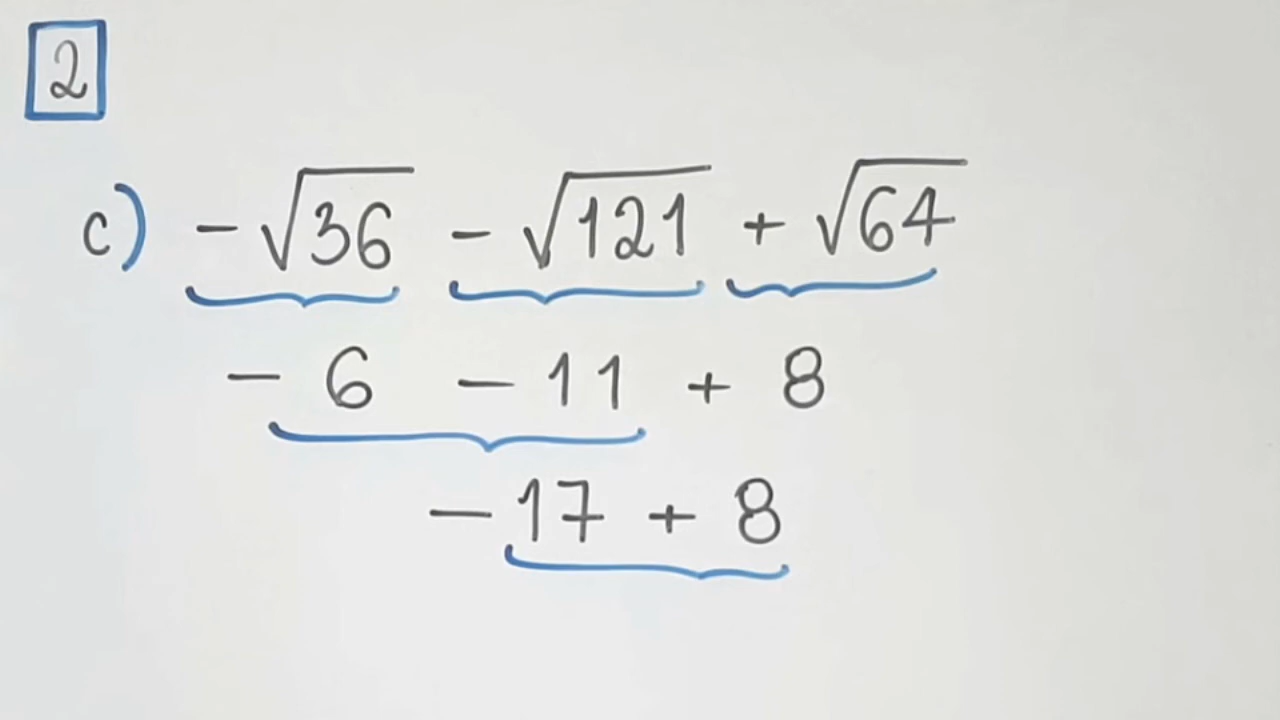 2
c) -√36 -√121 + √64
- 6 - 11 + 8
-17 + 8